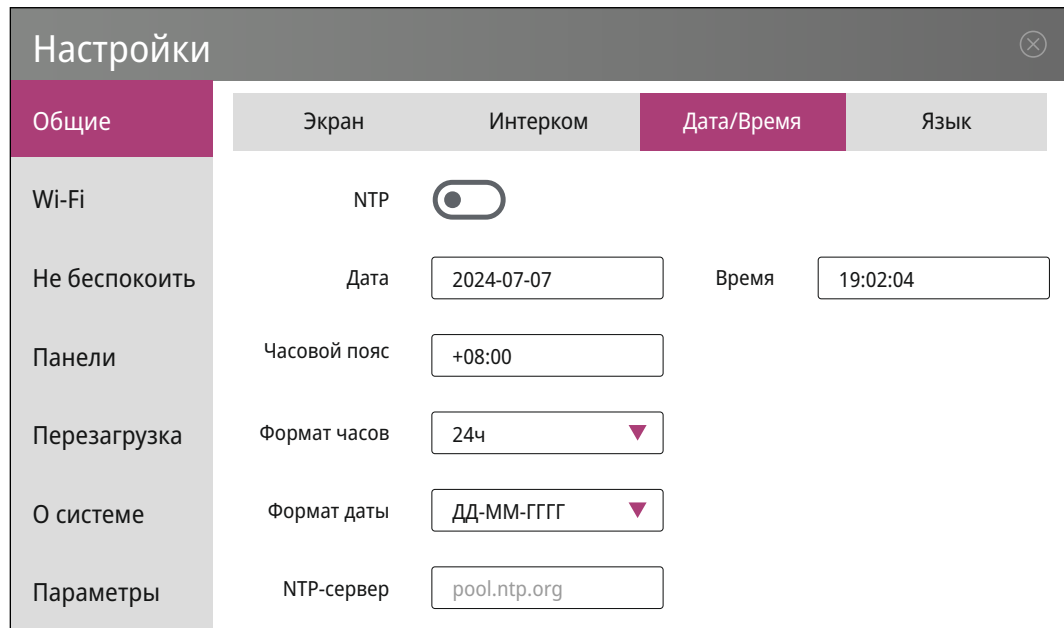 Настройки
Общие
Экран
Интерком
Дата/Время
Язык
Wi-Fi
NTP
Не беспокоить
Дата
2024-07-07
Время
19:02:04
Панели
Часовой пояс
+08:00
Перезагрузка
Формат часов
24ч
О системе
Формат даты
ДД-ММ-ГГГГ
Параметры
NTP-сервер
pool.ntp.org